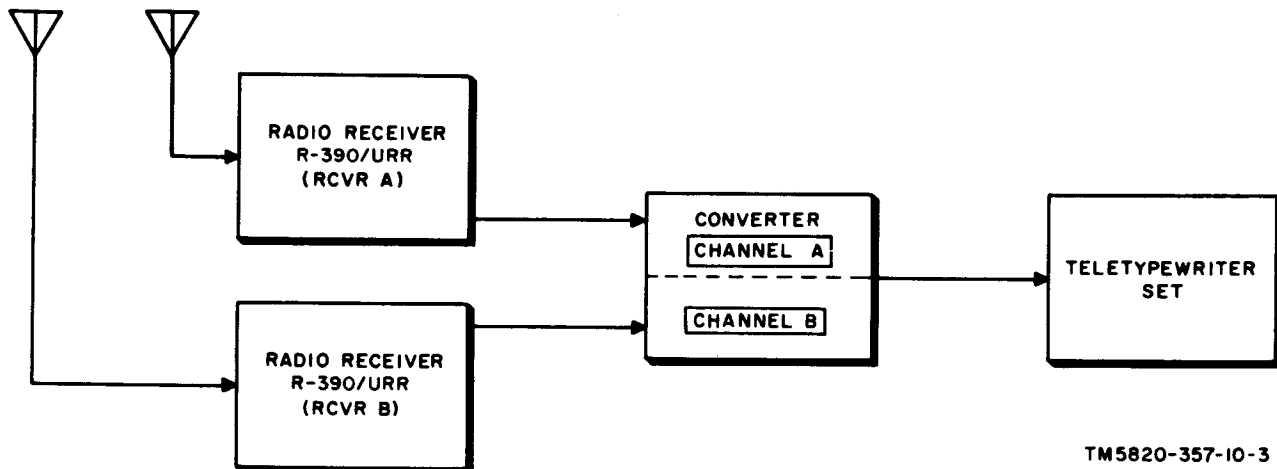 RADIO RECEIVER
R-390/URR
(RCVR A)
CONVERTER
CHANNEL A
CHANNEL B
TELETYPEWRITER
SET
RADIO RECEIVER
R-390/URR
(RCVR B)
TM5820-357-10-3